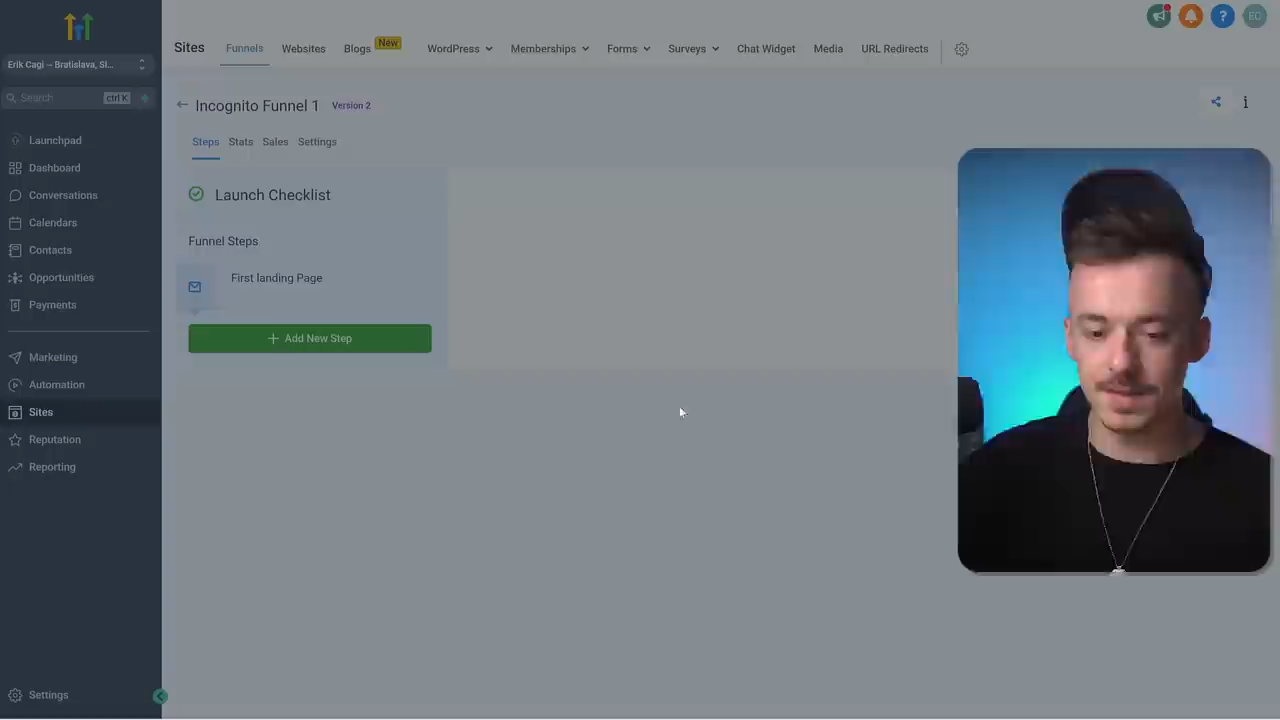 EC
Sites
Funnels
Websites
Blogs
New
WordPress
Memberships
Forms
Surveys
Chat Widget
Media
URL Redirects
Erik Cagi – Bratislava, Sl...
Search
ctrl K
Launchpad
Dashboard
Conversations
Calendars
Contacts
Opportunities
Payments
Marketing
Automation
Sites
Reputation
Reporting
Settings
Incognito Funnel 1
Version 2
Steps
Stats
Sales
Settings
Launch Checklist
Funnel Steps
First landing Page
+ Add New Step